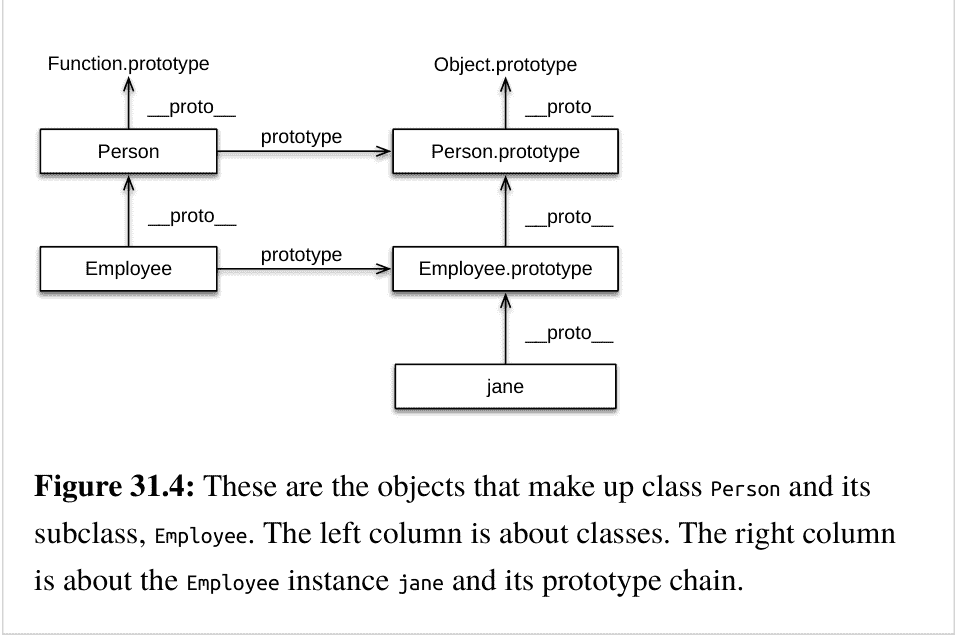 Function.prototype
Object.prototype
__proto__
__proto__
Person
prototype
Person.prototype
__proto__
__proto__
Employee
prototype
Employee.prototype
__proto__
jane
Figure 31.4: These are the objects that make up class Person and its
subclass, Employee. The left column is about classes. The right column
is about the Employee instance jane and its prototype chain.